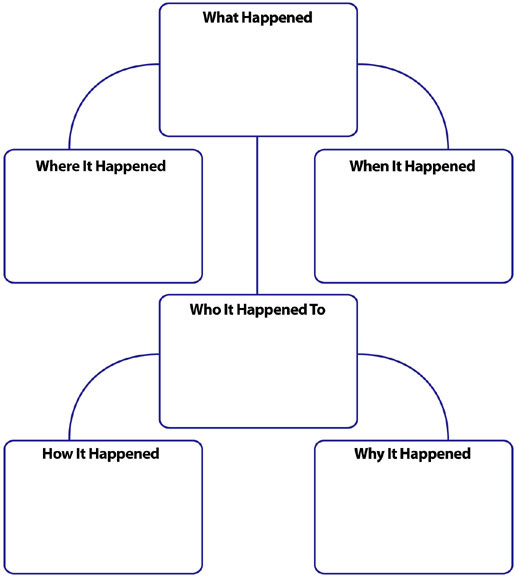 What Happened
Where It Happened
When It Happened
Who It Happened To
How It Happened
Why It Happened